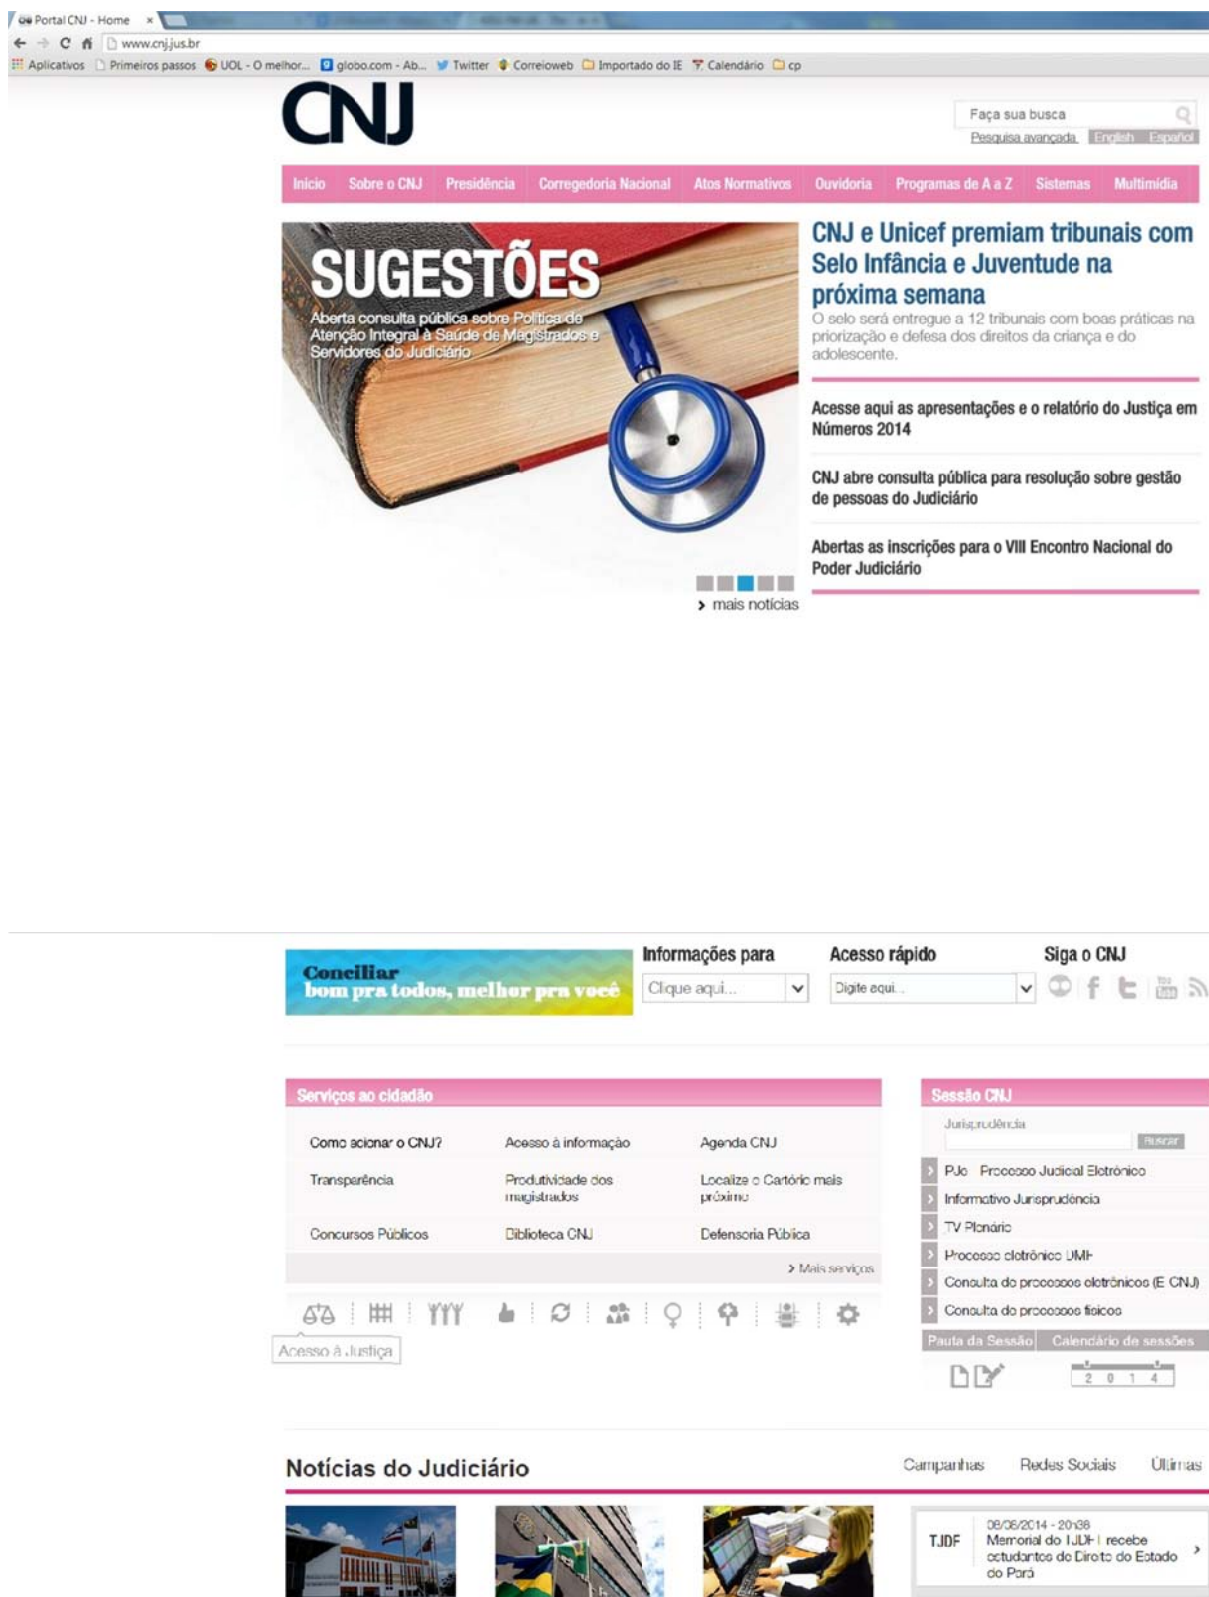 Portal CNJ - Home
www.cnj.jus.br
Aplicativos Primeiros passos UOL - O melhor... globo.com - Ab... Twitter Correioweb Importado do IE Calendário cp
CNJ
Faça sua busca
Pesquisa avançada English Español
Início Sobre o CNJ Presidência Corregedoria Nacional Atos Normativos Ouvidoria Programas de A a Z Sistemas Multimídia
SUGESTÕES
Aberta consulta pública sobre Política de
Atenção Integral à Saúde de Magistrados e
Servidores do Judiciário
mais notícias
CNJ e Unicef premiam tribunais com
Selo Infância e Juventude na
próxima semana
O selo será entregue a 12 tribunais com boas práticas na
priorização e defesa dos direitos da criança e do
adolescente.
Acesse aqui as apresentações e o relatório do Justiça em
Números 2014
CNJ abre consulta pública para resolução sobre gestão
de pessoas do Judiciário
Abertas as inscrições para o VIII Encontro Nacional do
Poder Judiciário
Conciliar
bom pra todos, melhor pra você
Informações para
Clique aqui...
Acesso rápido
Digite aqui...
Siga o CNJ
You Tube
Serviços ao cidadão
Como acionar o CNJ? Acesso à informação Agenda CNJ
Transparência Produtividade dos magistrados Localize o Cartório mais próximo
Concursos Públicos Biblioteca CNJ Defensoria Pública
Mais serviços
Acesso à Justiça
Sessão CNJ
Jurisprudência
Buscar
PJe - Processo Judicial Eletrônico
Informativo Jurisprudência
TV Plenário
Processo eletrônico DMF
Consulta de processos eletrônicos (E-CNJ)
Consulta de processos físicos
Pauta da Sessão Calendário de sessões
2 0 1 4
Notícias do Judiciário
Campanhas Redes Sociais Últimas
TJDF
20h36
Memorial do TJDFT recebe
estudantes de Direito do Estado
do Pará